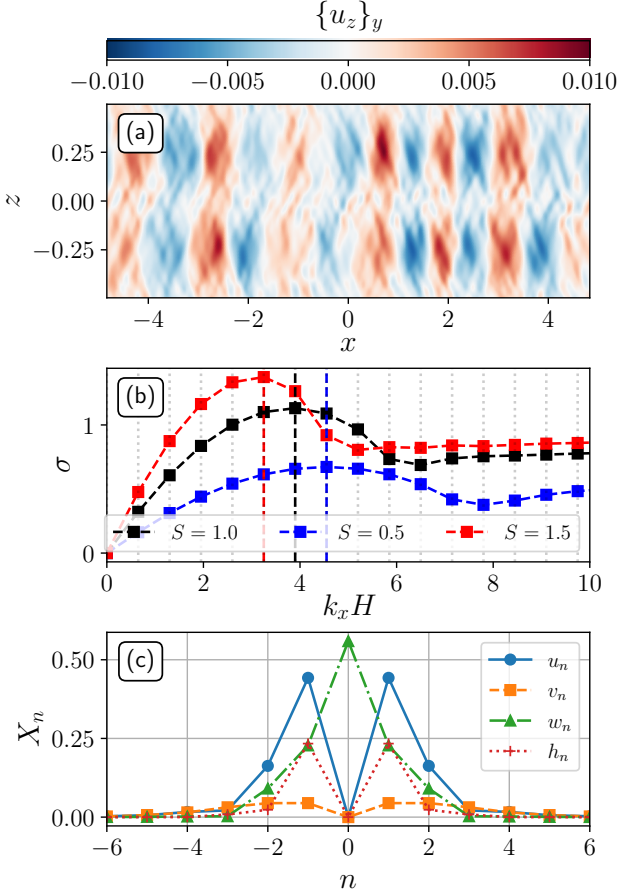 {u_z}_y
−0.010 −0.005 0.000 0.005 0.010
(a)
z
0.25
0.00
−0.25
−4 −2 0 2 4
x
(b)
σ
1
0
S = 1.0 S = 0.5 S = 1.5
0 2 4 6 8 10
k_xH
(c)
X_n
0.50
0.25
0.00
u_n
v_n
w_n
h_n
−6 −4 −2 0 2 4 6
n